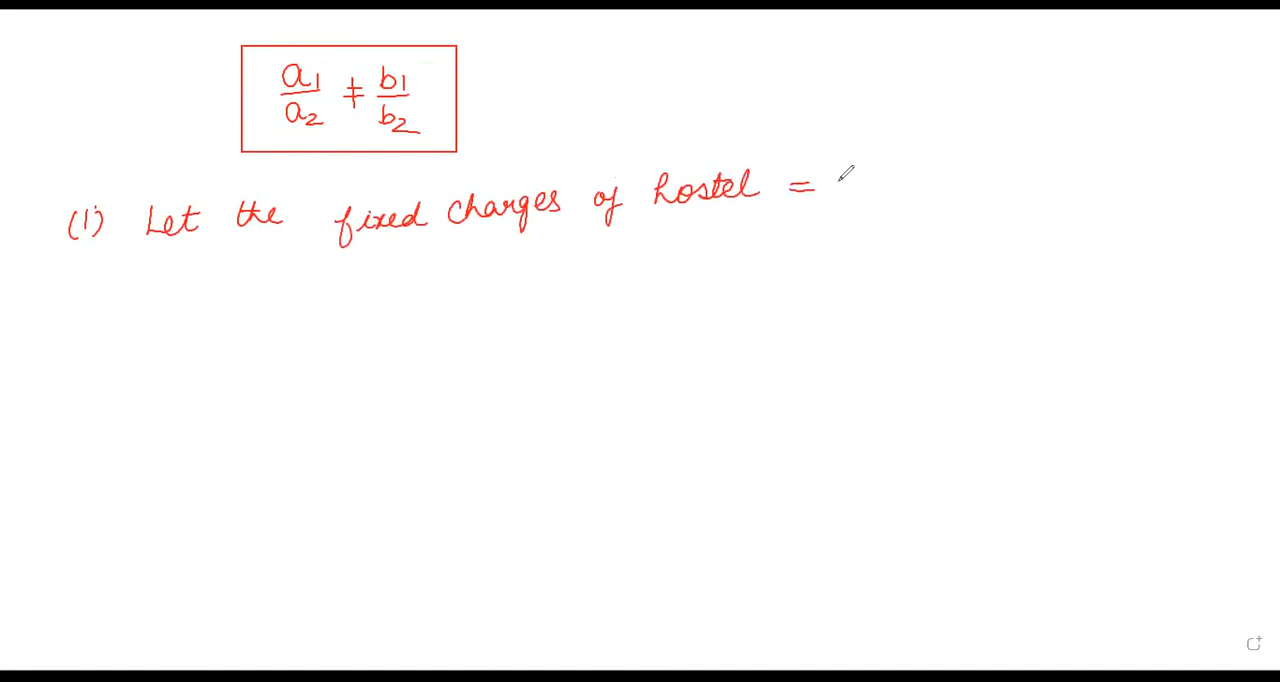 a1/a2 ≠ b1/b2
(1) Let the fixed charges of hostel =